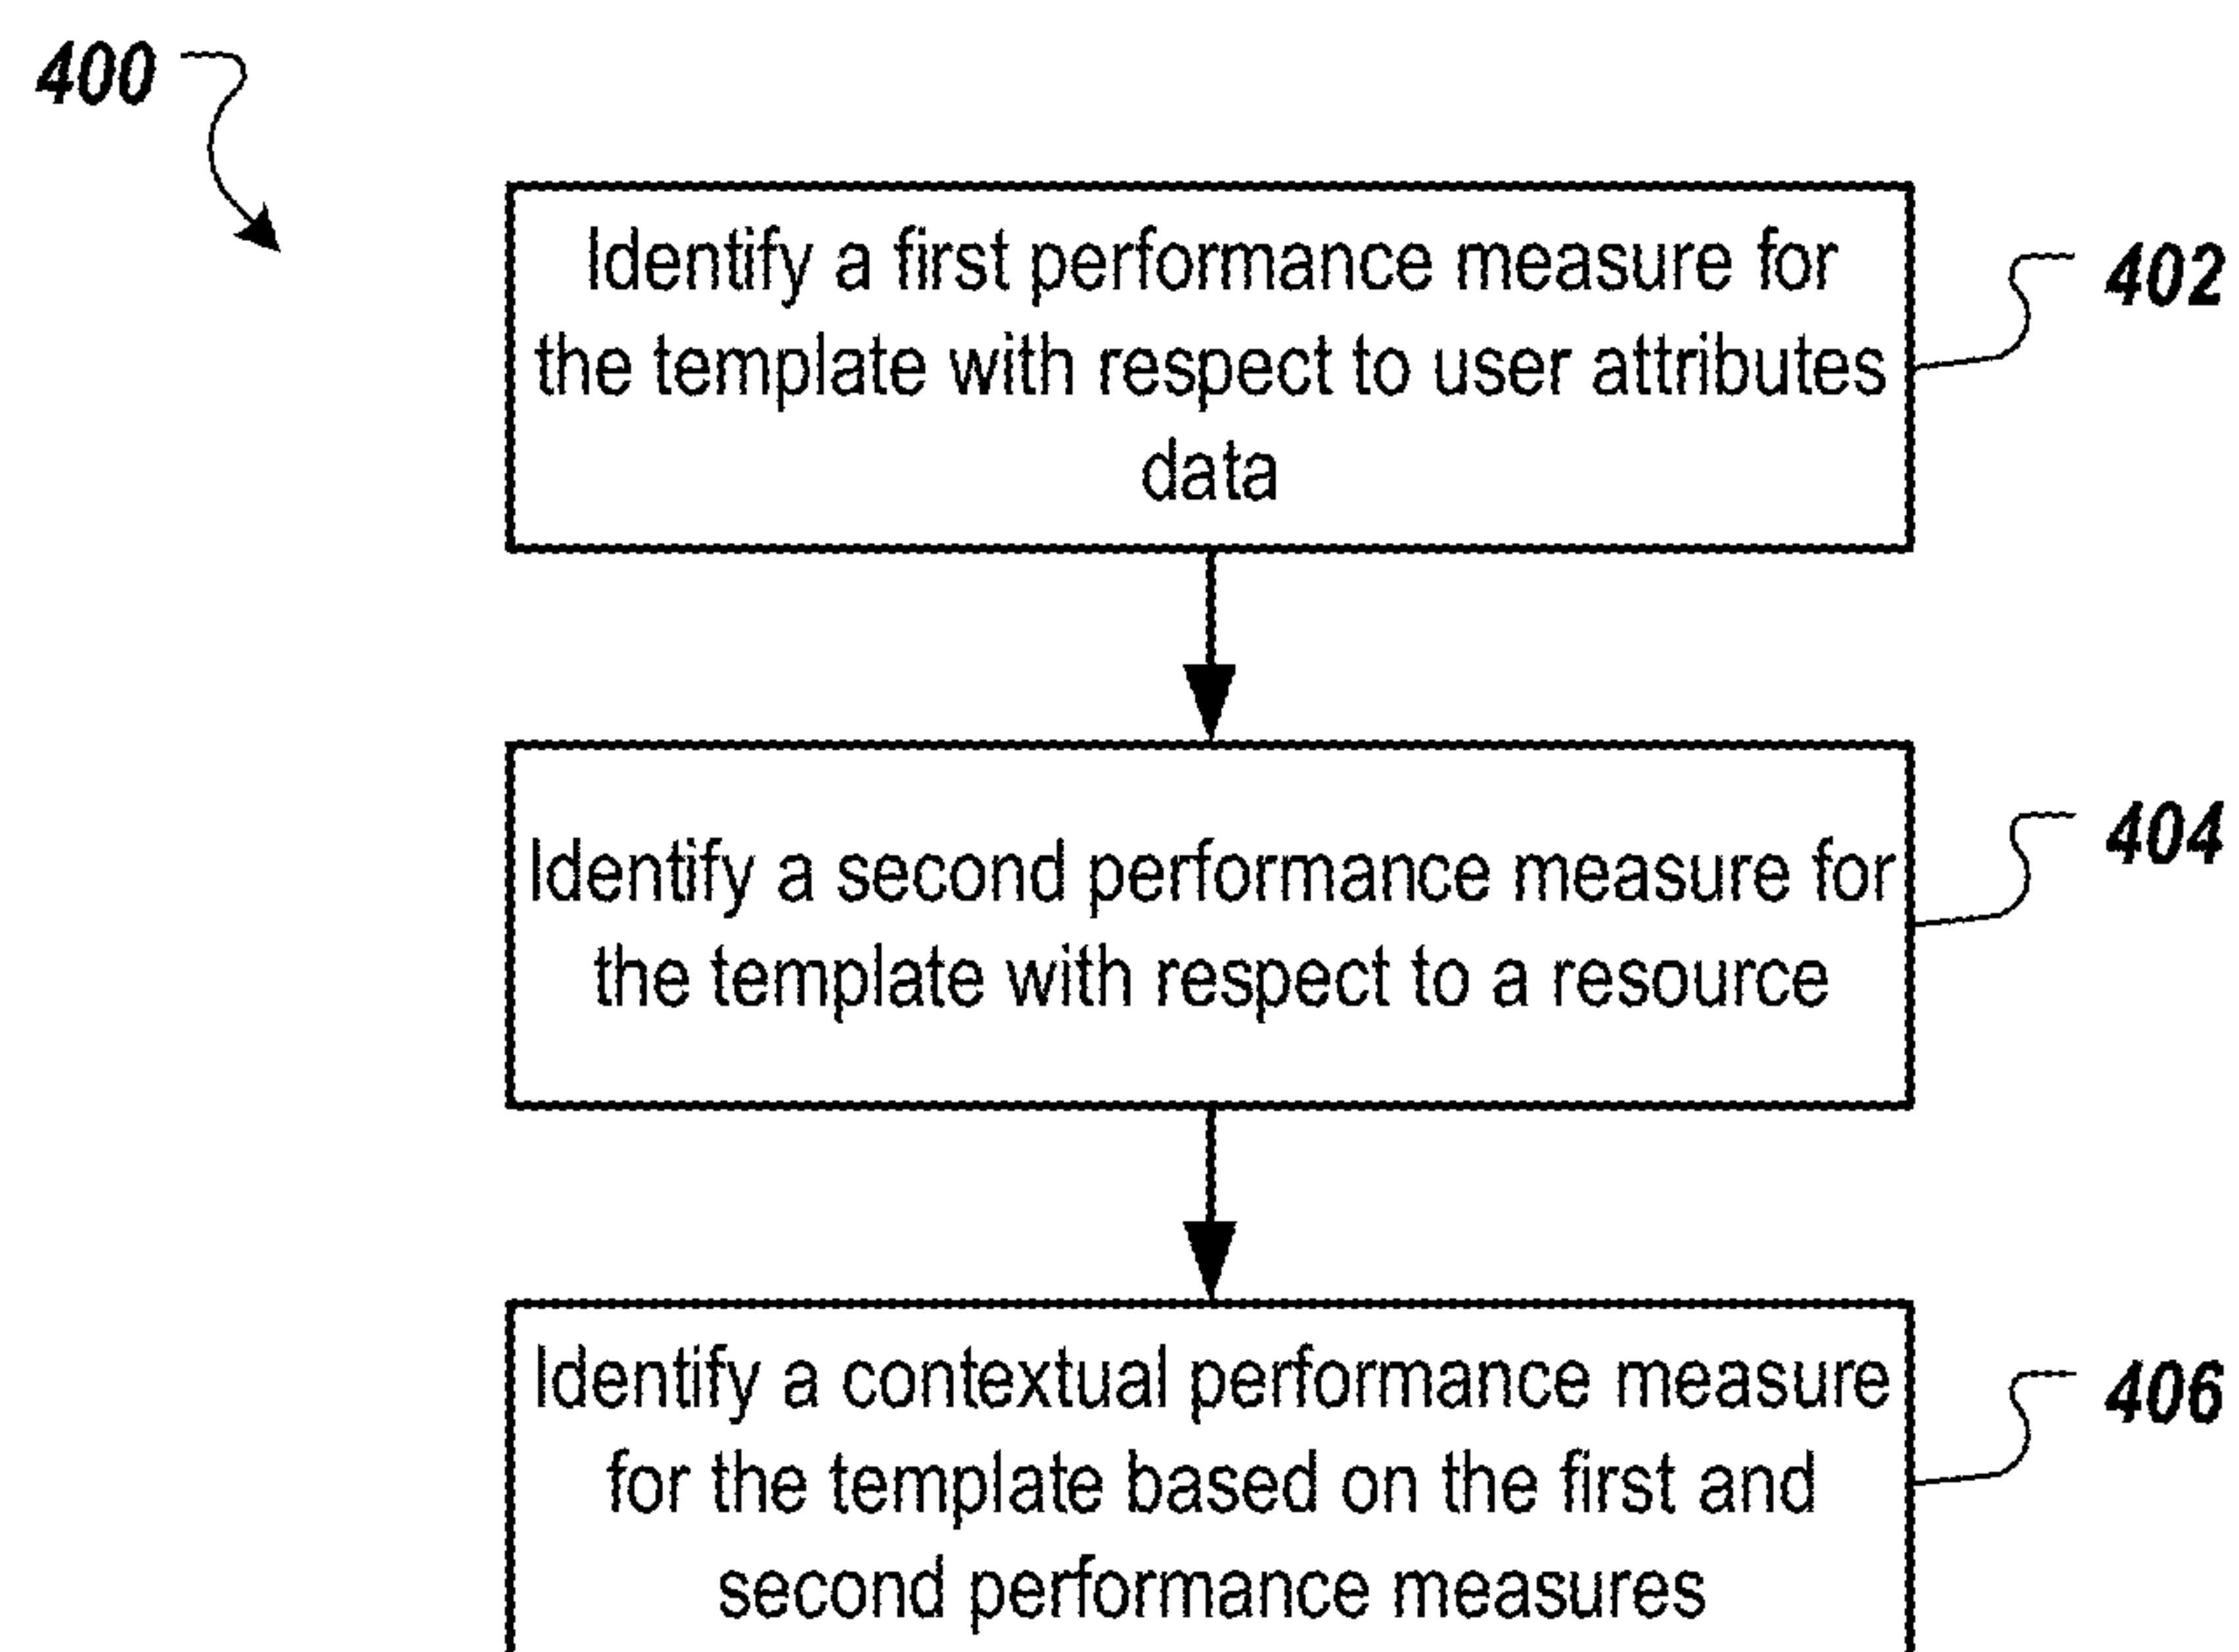 400
Identify a first performance measure for
the template with respect to user attributes
data
402
Identify a second performance measure for
the template with respect to a resource
404
Identify a contextual performance measure
for the template based on the first and
second performance measures
406